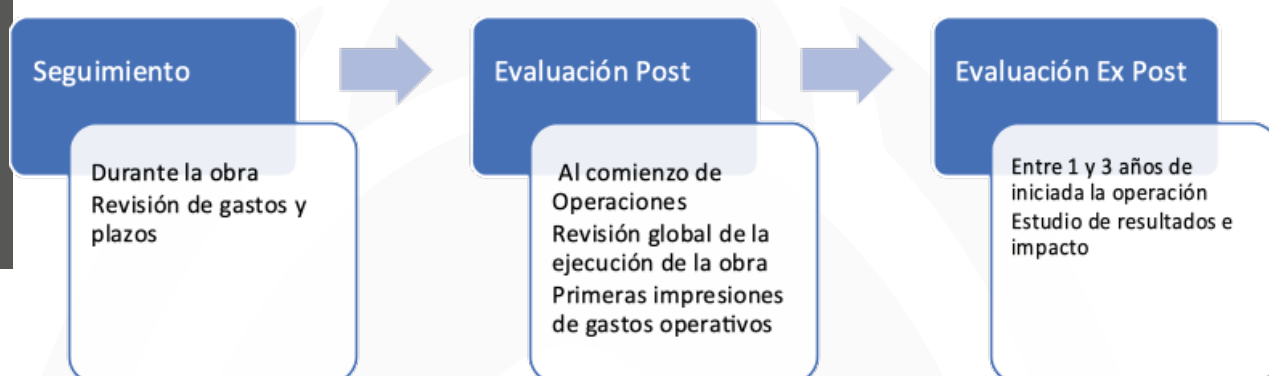 Seguimiento
Durante la obra
Revisión de gastos y
plazos
Evaluación Post
Al comienzo de
Operaciones
Revisión global de la
ejecución de la obra
Primeras impresiones
de gastos operativos
Evaluación Ex Post
Entre 1 y 3 años de
iniciada la operación
Estudio de resultados e
impacto